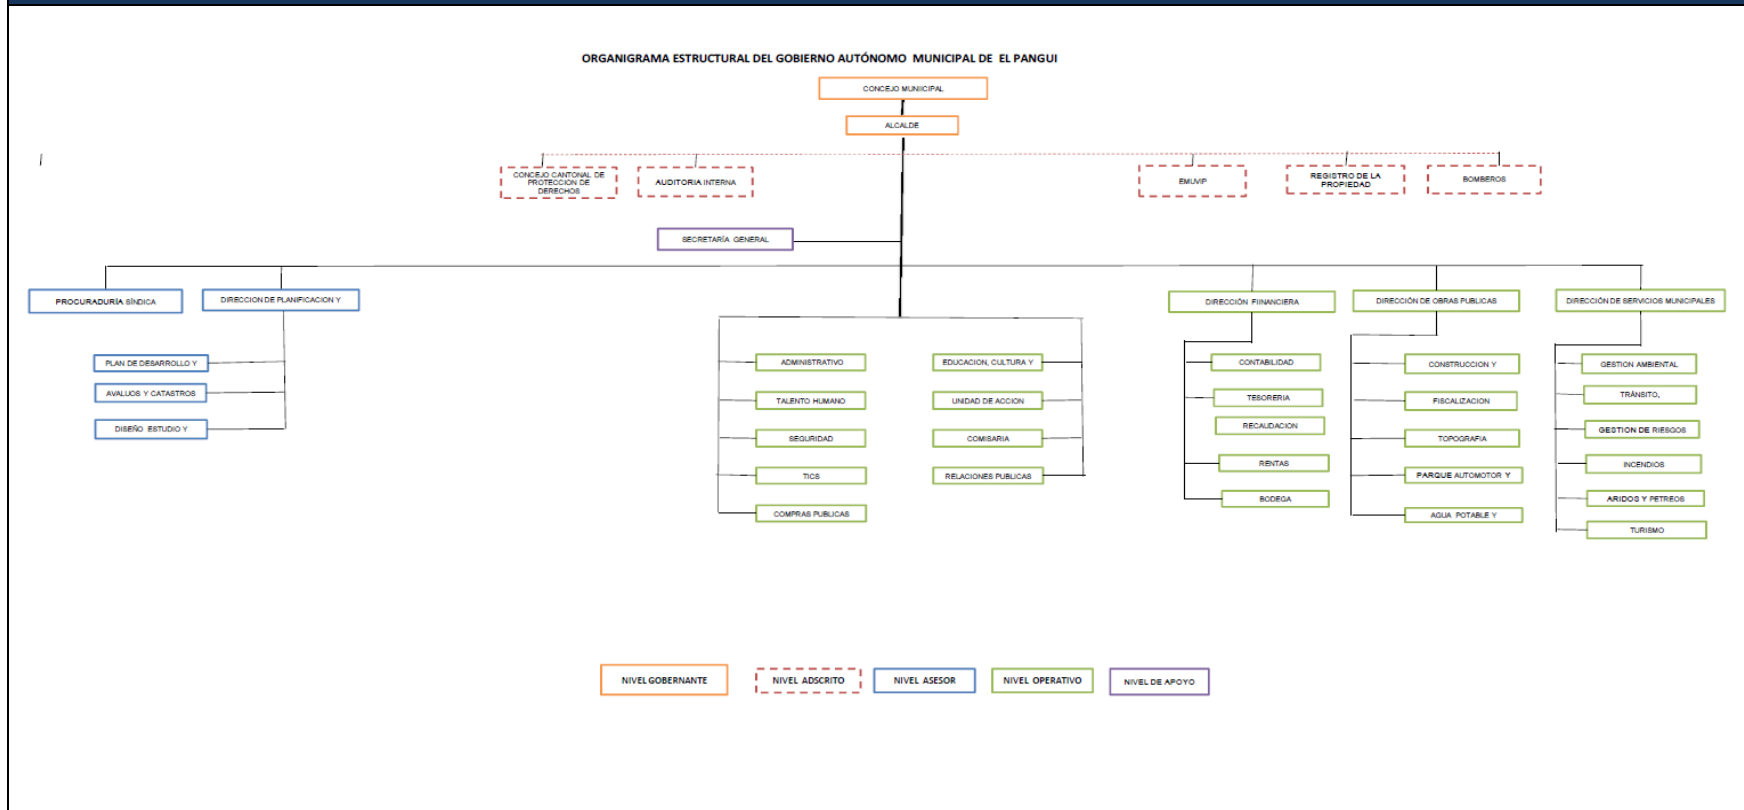 ORGANIGRAMA ESTRUCTURAL DEL GOBIERNO AUTÓNOMO MUNICIPAL DE EL PANGUI
CONCEJO MUNIICIPAL
ALCALDE
CONCEJO CANTONAL DE
PROTECCION DE
DERECHOS
AUDITORIA INTERNA
EMUVIP
REGISTRO DE LA
PROPIEDAD
BOMBEROS
SECRETARÍA GENERAL
PROCURADURÍA SÍNDICA
DIRECCION DE PLANIFICACION Y
DIRECCIÓN FIINANCIERA
DIRECCIÓN DE OBRAS PUBLICAS
DIRECCIÓN DE SERVICIOS MUNICIPALES
PLAN DE DESARROLLO Y
AVALUOS Y CATASTROS
DISEÑO ESTUDIO Y
ADMINISTRATIVO
TALENTO HUMANO
SEGURIDAD
TICS
COMPRAS PUBLICAS
EDUCACION, CULTURA Y
UNIDAD DE ACCION
COMISARIA
RELACIONES PUBLICAS
CONTABILIDAD
TESORERIA
RECAUDACION
RENTAS
BODEGA
CONSTRUCCION Y
FISCALIZACION
TOPOGRAFIA
PARQUE AUTOMOTOR Y
AGUA POTABLE Y
GESTION AMBIENTAL
TRÁNSITO,
GESTION DE RIESGOS
INCENDIOS
ARIDOS Y PETREOS
TURISMO
NIVEL GOBERNANTE
NIVEL ADSCRITO
NIVEL ASESOR
NIVEL OPERATIVO
NIVEL DE APOYO